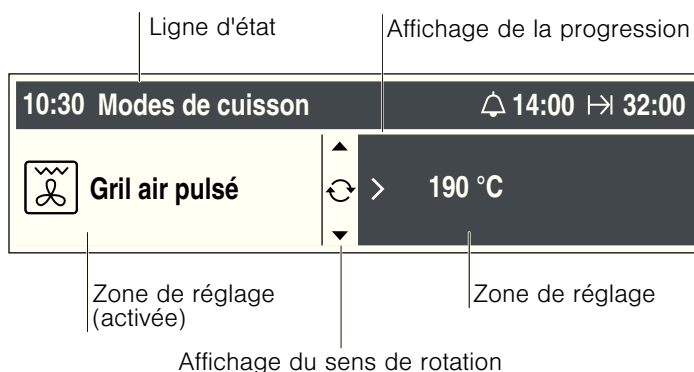 Ligne d'état
Affichage de la progression
10:30 Modes de cuisson 14:00 32:00
Gril air pulsé
190 °C
Zone de réglage
(activée)
Zone de réglage
Affichage du sens de rotation